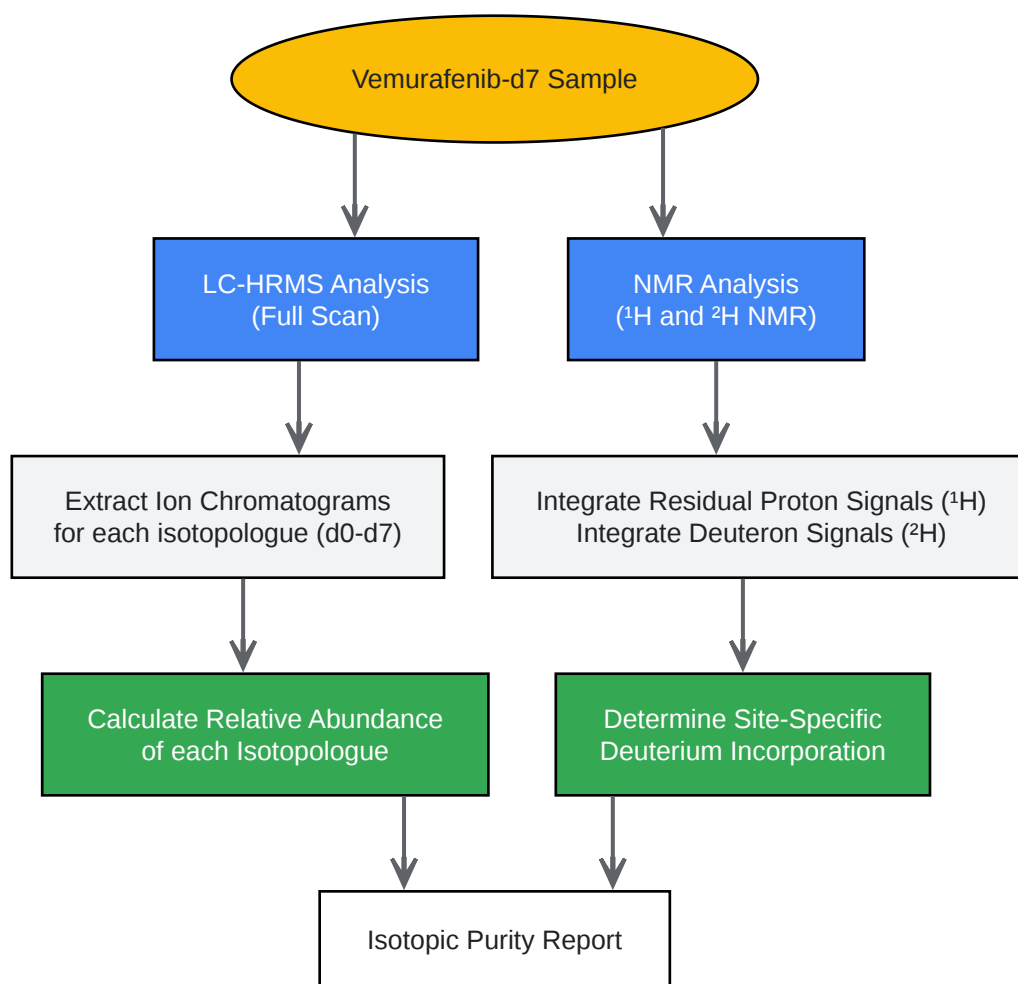 Vemurafenib-d7 Sample
LC-HRMS Analysis
(Full Scan)
NMR Analysis
(¹H and ²H NMR)
Extract Ion Chromatograms
for each isotopologue (d0-d7)
Integrate Residual Proton Signals (¹H)
Integrate Deuteron Signals (²H)
Calculate Relative Abundance
of each Isotopologue
Determine Site-Specific
Deuterium Incorporation
Isotopic Purity Report